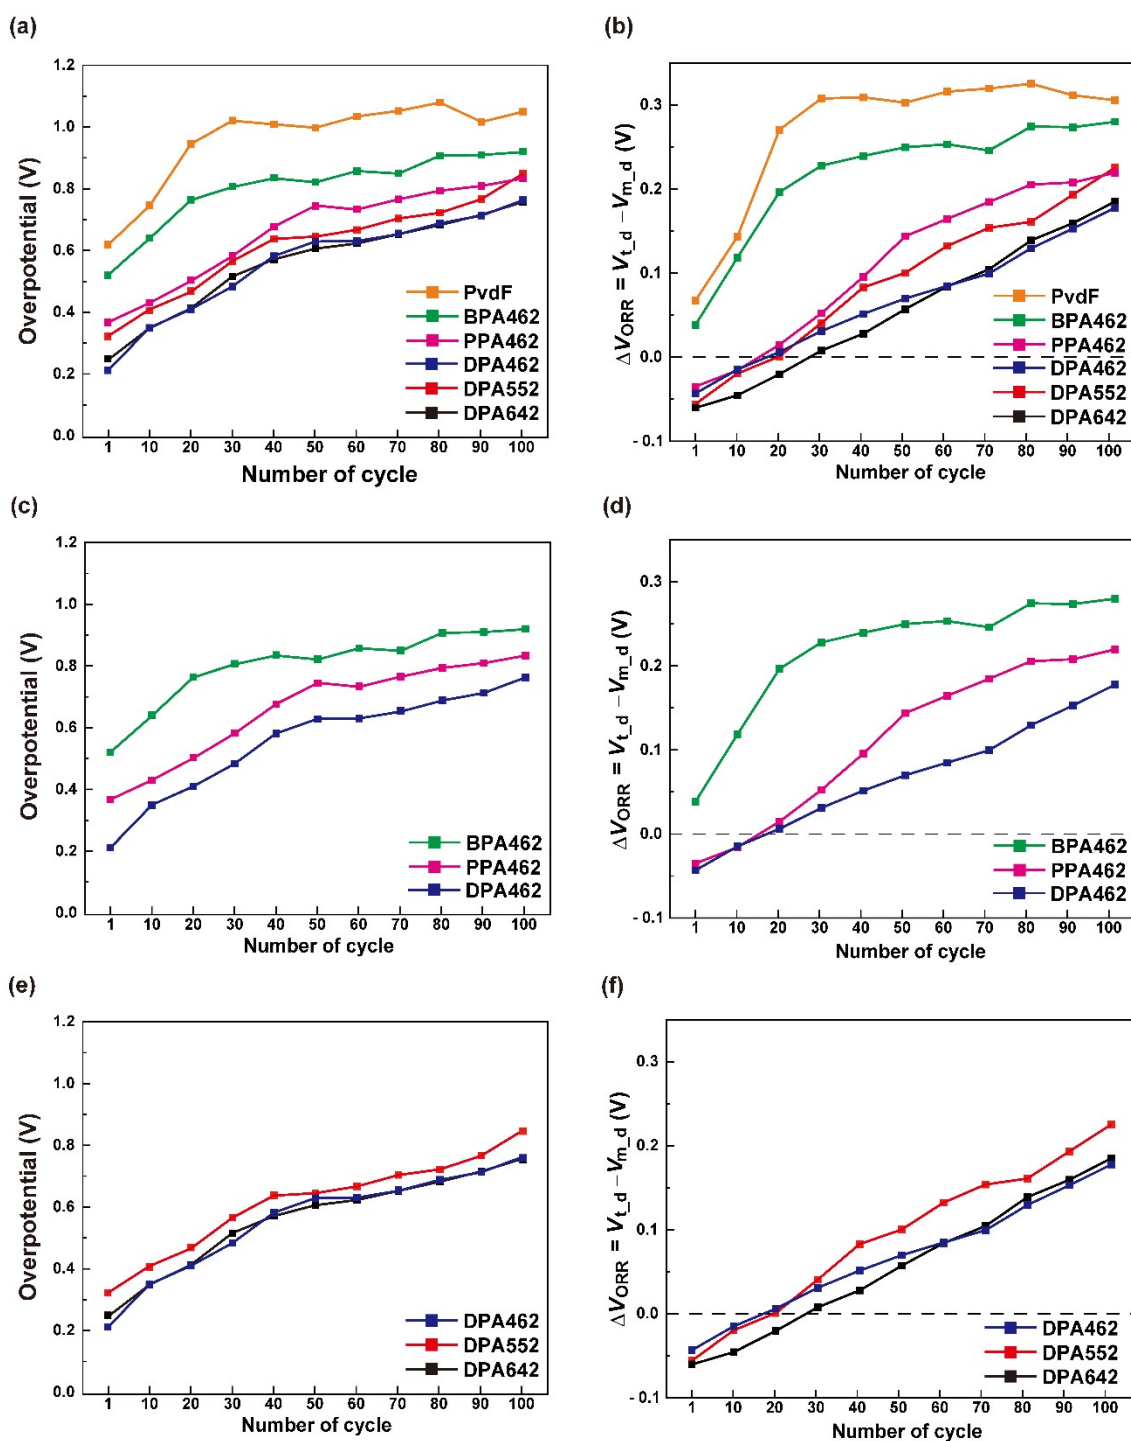 (a)
Overpotential (V)
1.2
1.0
0.8
0.6
0.4
0.2
0.0
PvdF
BPA462
PPA462
DPA462
DPA552
DPA642
1 10 20 30 40 50 60 70 80 90 100
Number of cycle
(b)
ΔV_ORR = V_t_d – V_m_d (V)
0.3
0.2
0.1
0.0
-0.1
PvdF
BPA462
PPA462
DPA462
DPA552
DPA642
1 10 20 30 40 50 60 70 80 90 100
Number of cycle
(c)
Overpotential (V)
1.2
1.0
0.8
0.6
0.4
0.2
0.0
BPA462
PPA462
DPA462
1 10 20 30 40 50 60 70 80 90 100
Number of cycle
(d)
ΔV_ORR = V_t_d – V_m_d (V)
0.3
0.2
0.1
0.0
-0.1
BPA462
PPA462
DPA462
1 10 20 30 40 50 60 70 80 90 100
Number of cycle
(e)
Overpotential (V)
1.2
1.0
0.8
0.6
0.4
0.2
0.0
DPA462
DPA552
DPA642
1 10 20 30 40 50 60 70 80 90 100
Number of cycle
(f)
ΔV_ORR = V_t_d – V_m_d (V)
0.3
0.2
0.1
0.0
-0.1
DPA462
DPA552
DPA642
1 10 20 30 40 50 60 70 80 90 100
Number of cycle